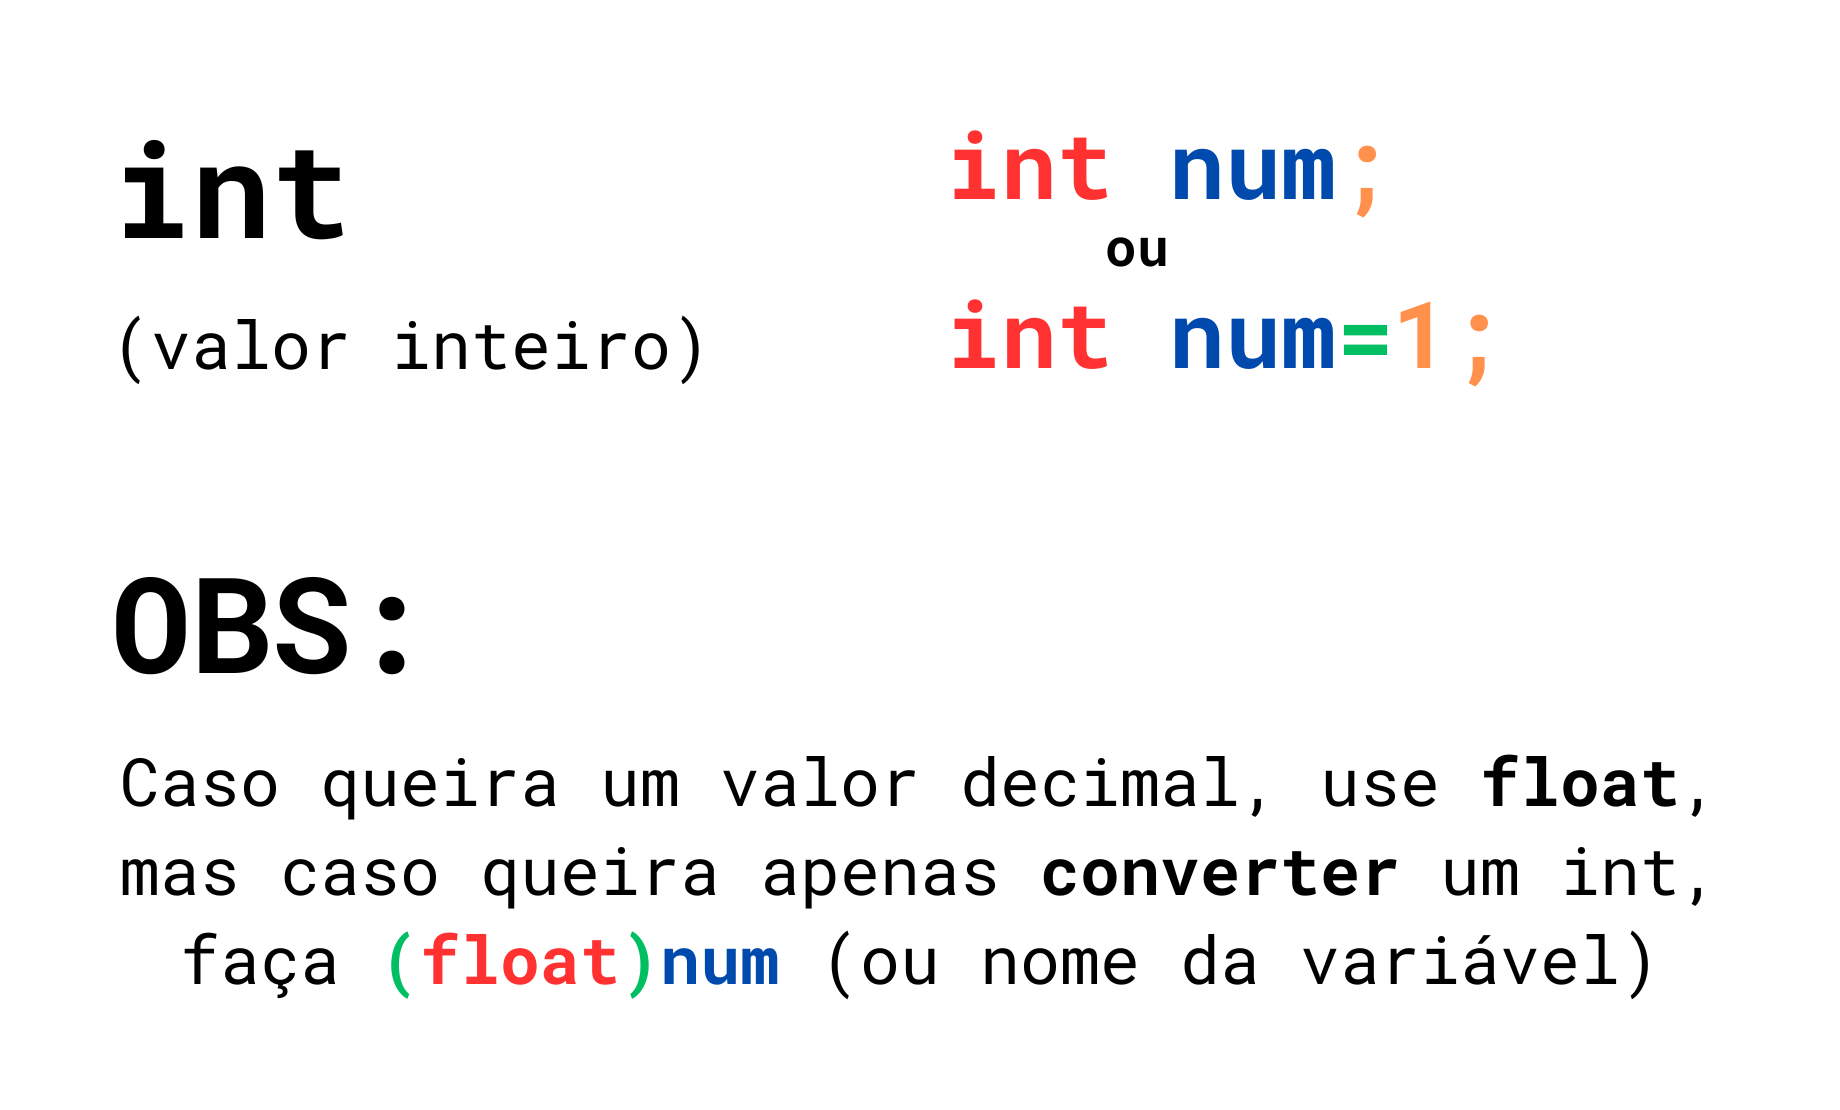 int
(valor inteiro)
int num;
ou
int num=1;
OBS:
Caso queira um valor decimal, use float,
mas caso queira apenas converter um int,
faça (float)num (ou nome da variável)